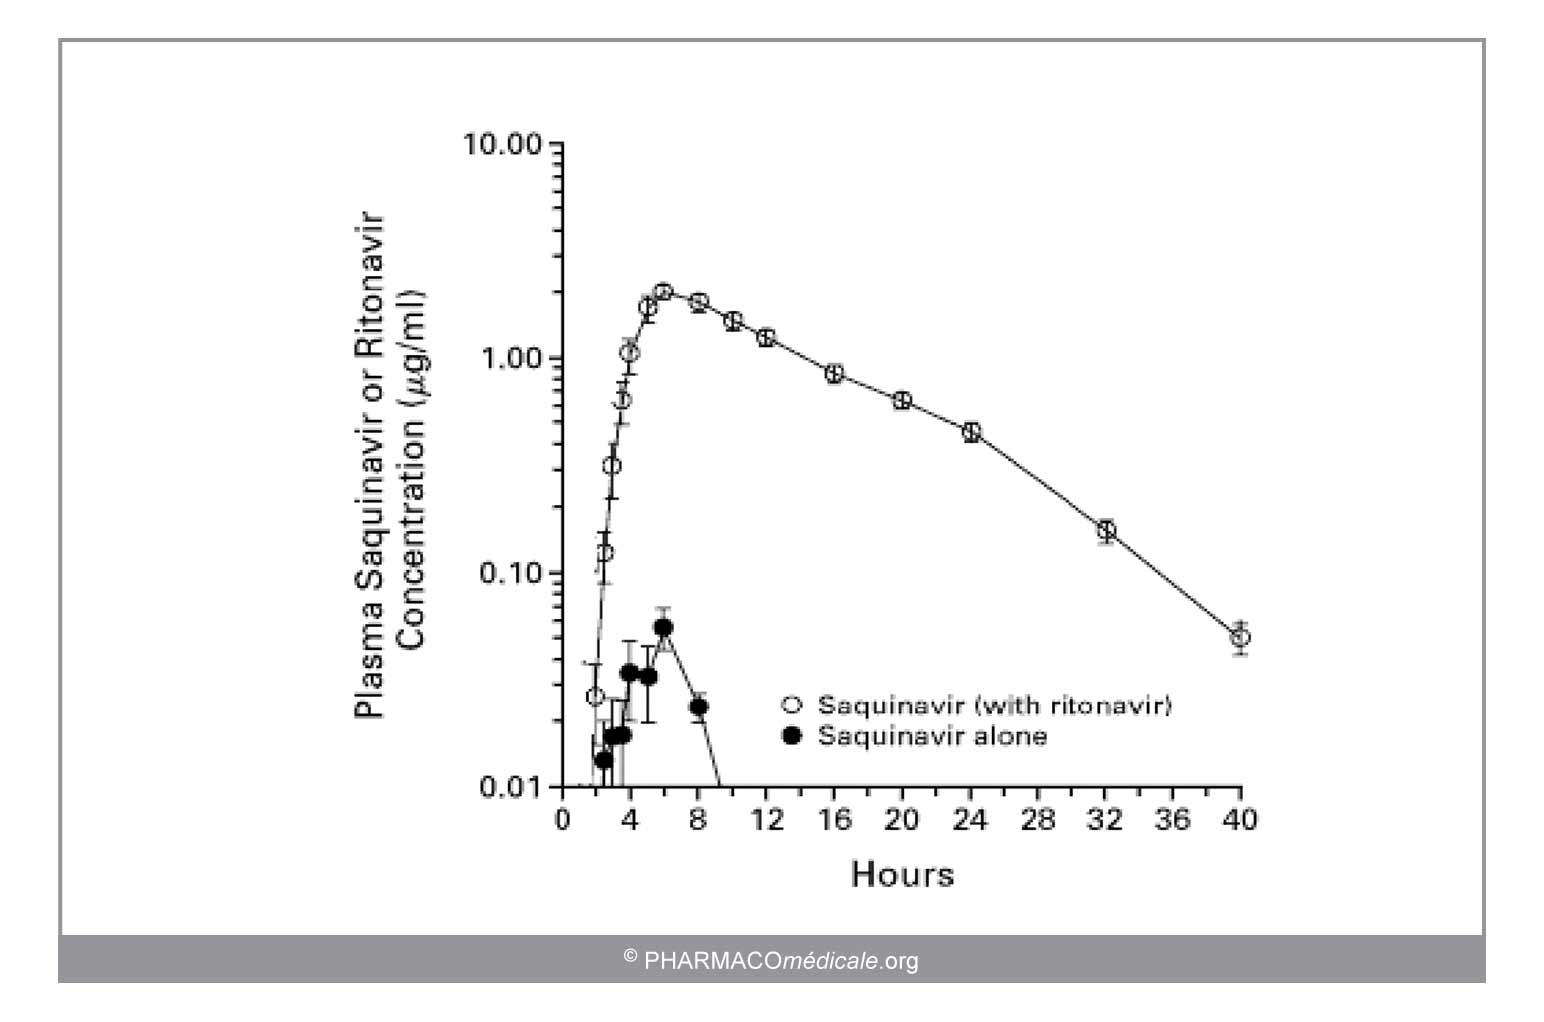 10.00
1.00
0.10
0.01
Plasma Saquinavir or Ritonavir
Concentration (μg/ml)
Saquinavir (with ritonavir)
Saquinavir alone
0 4 8 12 16 20 24 28 32 36 40
Hours
© PHARMACOmédicale.org